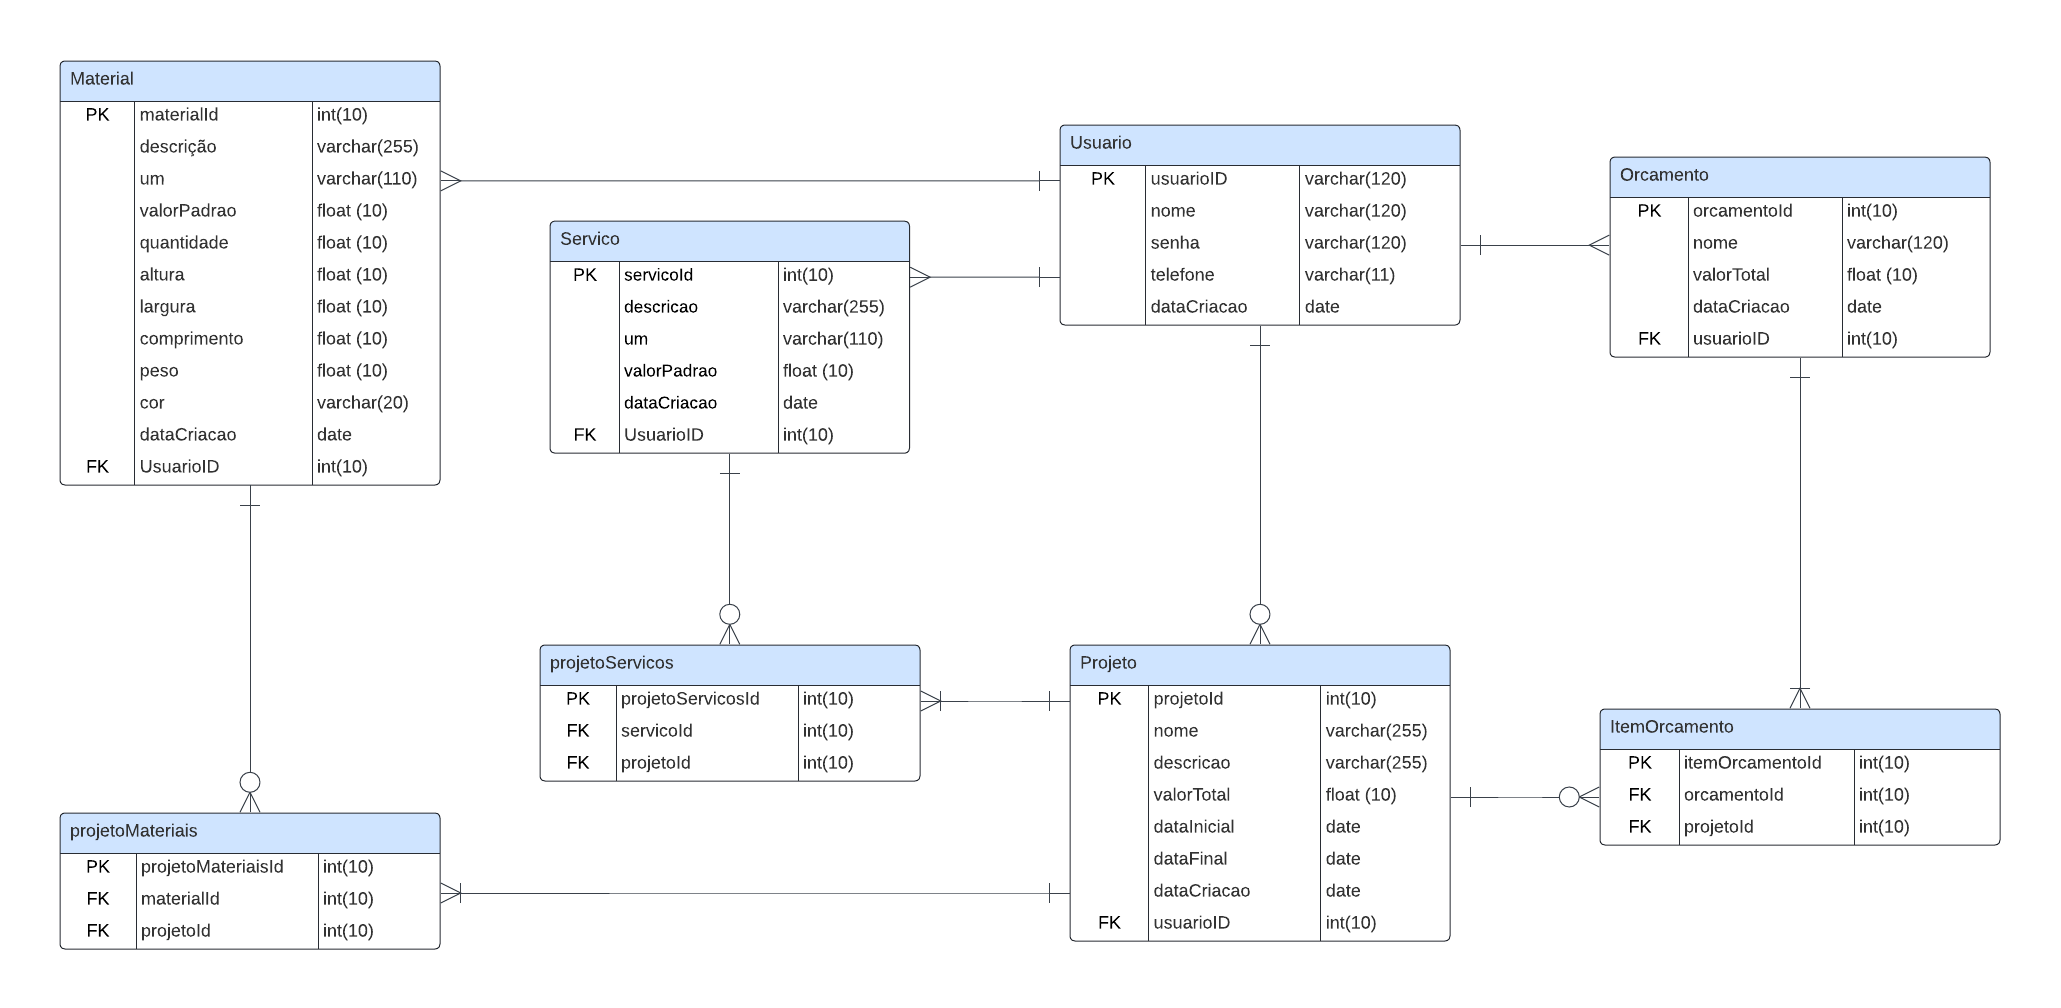 Material
PK materialId int(10)
descrição varchar(255)
um varchar(110)
valorPadrao float (10)
quantidade float (10)
altura float (10)
largura float (10)
comprimento float (10)
peso float (10)
cor varchar(20)
dataCriacao date
FK UsuarioID int(10)
Servico
PK servicoId int(10)
descricao varchar(255)
um varchar(110)
valorPadrao float (10)
dataCriacao date
FK UsuarioID int(10)
Usuario
PK usuarioID varchar(120)
nome varchar(120)
senha varchar(120)
telefone varchar(11)
dataCriacao date
Orcamento
PK orcamentoId int(10)
nome varchar(120)
valorTotal float (10)
dataCriacao date
FK usuarioID int(10)
projetoMateriais
PK projetoMateriaisId int(10)
FK materialId int(10)
FK projetoId int(10)
projetoServicos
PK projetoServicosId int(10)
FK servicoId int(10)
FK projetoId int(10)
Projeto
PK projetoId int(10)
nome varchar(255)
descricao varchar(255)
valorTotal float (10)
dataInicial date
dataFinal date
dataCriacao date
FK usuarioID int(10)
ItemOrcamento
PK itemOrcamentoId int(10)
FK orcamentoId int(10)
FK projetoId int(10)